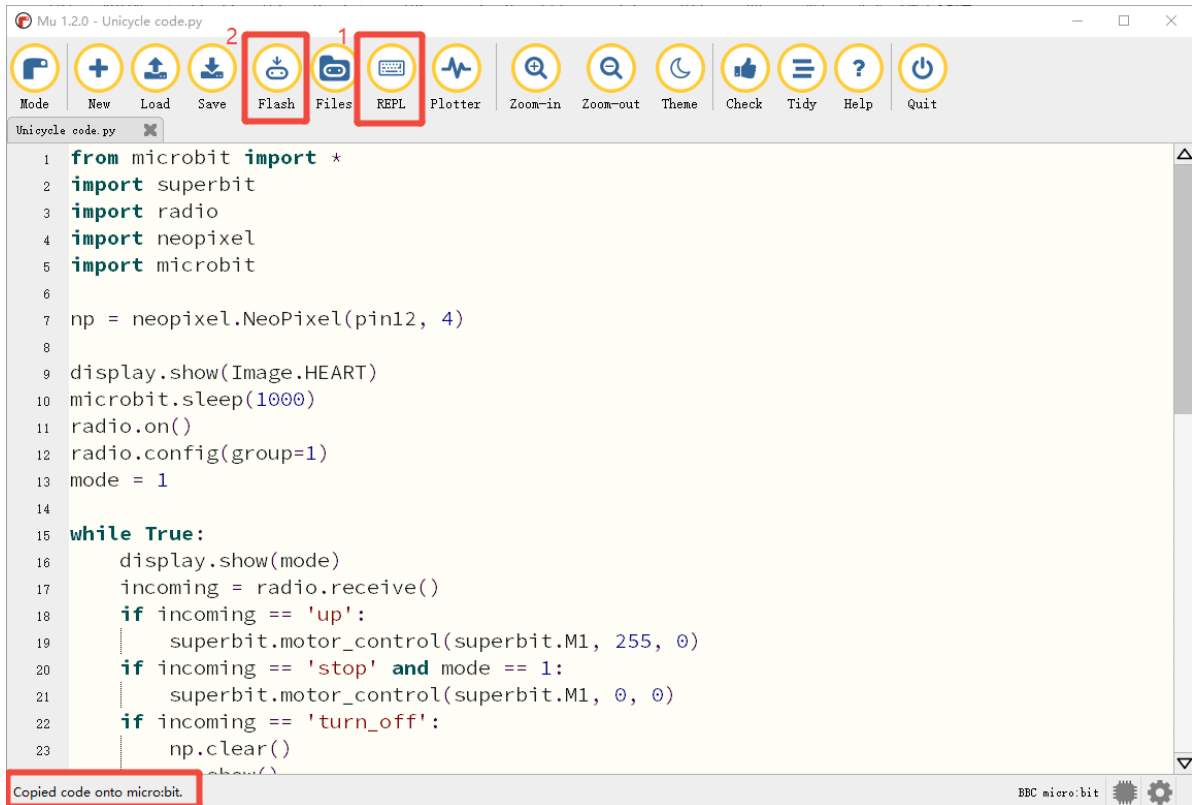 Mu 1.2.0 - Unicycle code.py
2 1
Mode New Load Save Flash Files REPL Plotter Zoom-in Zoom-out Theme Check Tidy Help Quit
Unicycle code.py
1 from microbit import *
2 import superbit
3 import radio
4 import neopixel
5 import microbit
6
7 np = neopixel.NeoPixel(pin12, 4)
8
9 display.show(Image.HEART)
10 microbit.sleep(1000)
11 radio.on()
12 radio.config(group=1)
13 mode = 1
14
15 while True:
16 display.show(mode)
17 incoming = radio.receive()
18 if incoming == 'up':
19 superbit.motor_control(superbit.M1, 255, 0)
20 if incoming == 'stop' and mode == 1:
21 superbit.motor_control(superbit.M1, 0, 0)
22 if incoming == 'turn_off':
23 np.clear()
Copied code onto micro:bit.
BBC micro:bit